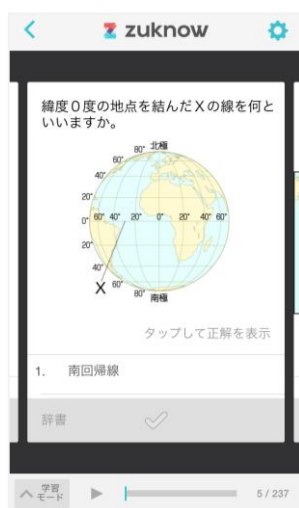 zuknow
緯度0度の地点を結んだXの線を何と
いいますか。
80° 北極
60°
40°
20°
0° 60° 40° 20° 0° 20° 40° 60°
20°
40°
X 60°
80° 南極
タップして正解を表示
1. 南回帰線
辞書
学習
モード
5 / 237